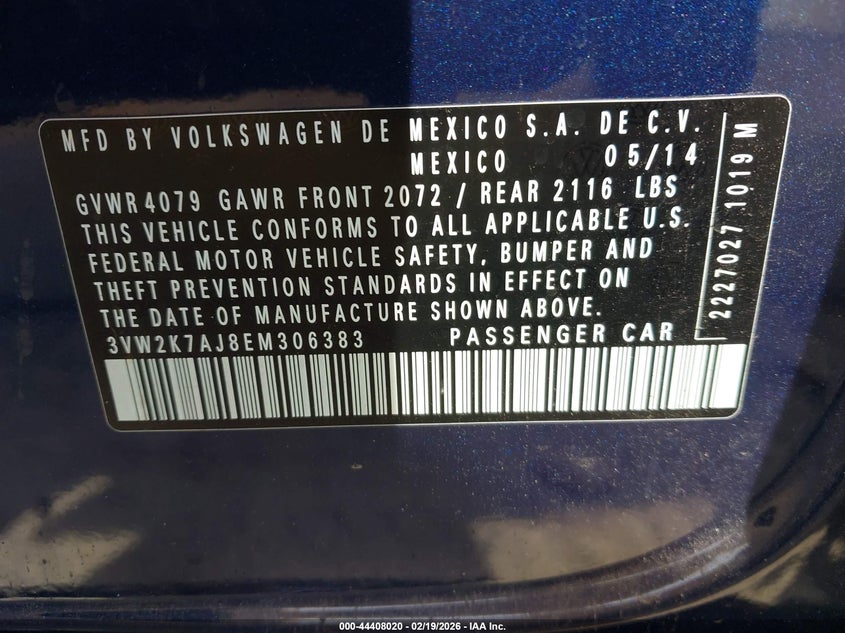 MFD BY VOLKSWAGEN DE MEXICO S.A. DE C.V.
MEXICO 05/14
GVWR 4079 GAWR FRONT 2072 / REAR 2116 LBS
THIS VEHICLE CONFORMS TO ALL APPLICABLE U.S.
FEDERAL MOTOR VEHICLE SAFETY, BUMPER AND
THEFT PREVENTION STANDARDS IN EFFECT ON
THE DATE OF MANUFACTURE SHOWN ABOVE.
3VW2K7AJ8EM306383 PASSENGER CAR
2227027 1019 M
000-44408020 - 02/19/2026 - IAA Inc.